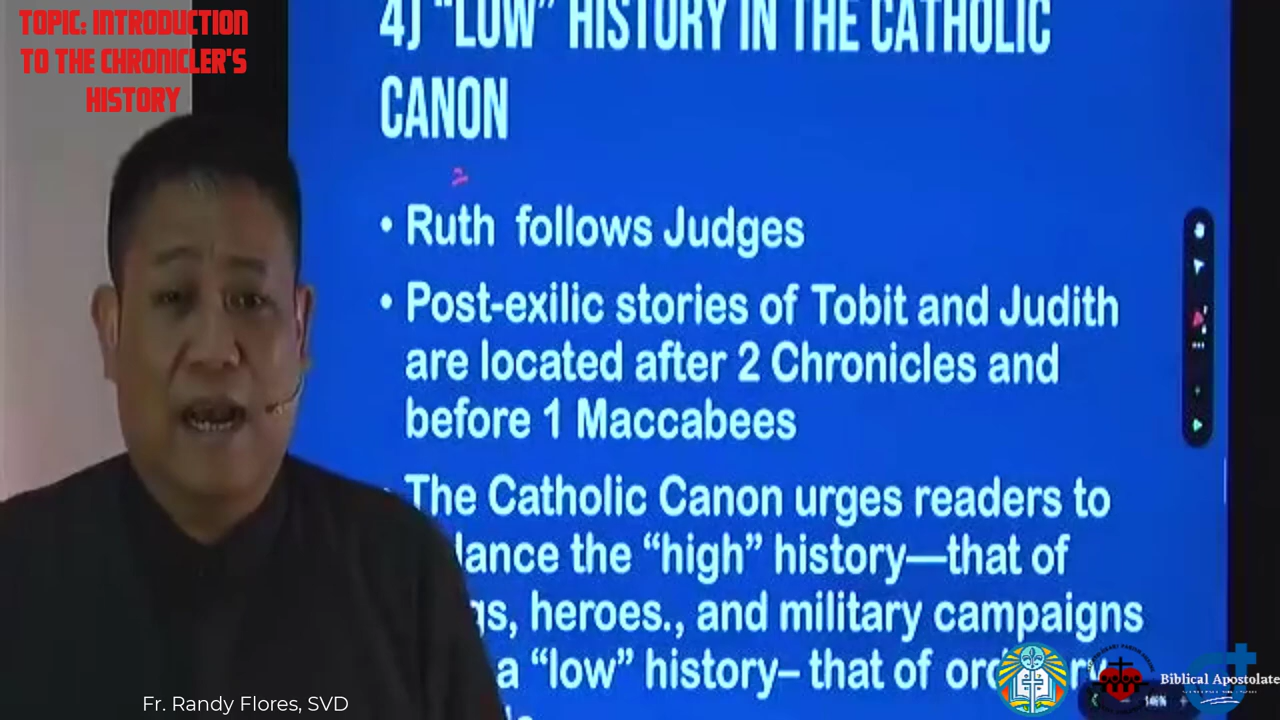 TOPIC: INTRODUCTION
TO THE CHRONICLER'S
HISTORY
4) "LOW" HISTORY IN THE CATHOLIC
CANON
• Ruth follows Judges
• Post-exilic stories of Tobit and Judith
are located after 2 Chronicles and
before 1 Maccabees
The Catholic Canon urges readers to
the "high" history—that of
heroes., and military campaigns
a "low" history– that of
Fr. Randy Flores, SVD
Biblical Apostolate